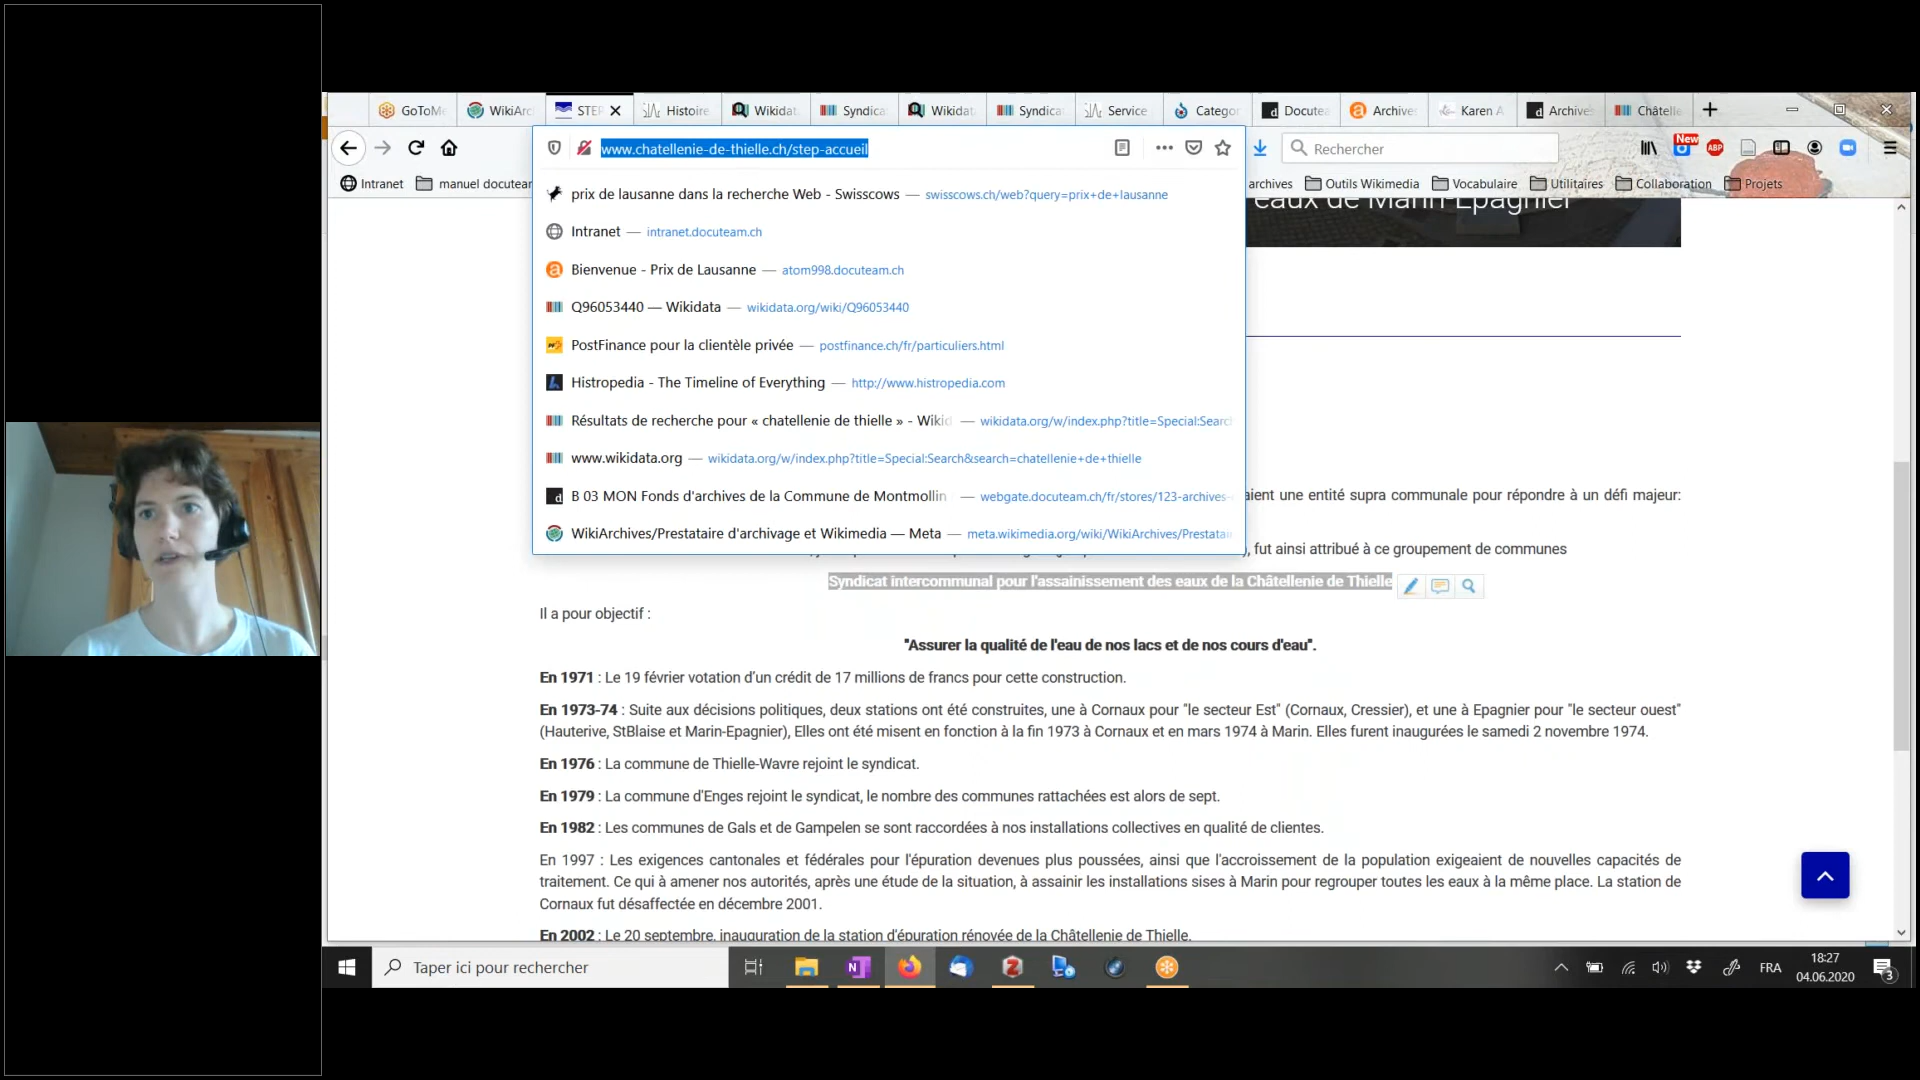 GoToMe
WikiArc
STEP
Histoire
Wikidat
Syndica
Wikidat
Syndica
Service
Catego
Docutea
Archives
Karen A
Archive
Châtelle
www.chatellenie-de-thielle.ch/step-accueil
Rechercher
New
ABP
Intranet
manuel docuteam
archives
Outils Wikimedia
Vocabulaire
Utilitaires
Collaboration
Projets
prix de lausanne dans la recherche Web - Swisscows — swisscows.ch/web?query=prix+de+lausanne
Intranet — intranet.docuteam.ch
Bienvenue - Prix de Lausanne — atom998.docuteam.ch
Q96053440 — Wikidata — wikidata.org/wiki/Q96053440
PostFinance pour la clientèle privée — postfinance.ch/fr/particuliers.html
Histropedia - The Timeline of Everything — http://www.histropedia.com
Résultats de recherche pour « chatellenie de thielle » - Wikid — wikidata.org/w/index.php?title=Special:Searc
www.wikidata.org — wikidata.org/w/index.php?title=Special:Search&search=chatellenie+de+thielle
B 03 MON Fonds d'archives de la Commune de Montmollin — webgate.docuteam.ch/fr/stores/123-archives-
WikiArchives/Prestataire d'archivage et Wikimedia — Meta — meta.wikimedia.org/wiki/WikiArchives/Prestatai
eaux de Marin-Epagnier
aient une entité supra communale pour répondre à un défi majeur:
), fut ainsi attribué à ce groupement de communes
Syndicat intercommunal pour l'assainissement des eaux de la Châtellenie de Thielle
Il a pour objectif :
"Assurer la qualité de l'eau de nos lacs et de nos cours d'eau".
En 1971 : Le 19 février votation d'un crédit de 17 millions de francs pour cette construction.
En 1973-74 : Suite aux décisions politiques, deux stations ont été construites, une à Cornaux pour "le secteur Est" (Cornaux, Cressier), et une à Epagnier pour "le secteur ouest"
(Hauterive, StBlaise et Marin-Epagnier), Elles ont été misent en fonction à la fin 1973 à Cornaux et en mars 1974 à Marin. Elles furent inaugurées le samedi 2 novembre 1974.
En 1976 : La commune de Thielle-Wavre rejoint le syndicat.
En 1979 : La commune d'Enges rejoint le syndicat, le nombre des communes rattachées est alors de sept.
En 1982 : Les communes de Gals et de Gampelen se sont raccordées à nos installations collectives en qualité de clientes.
En 1997 : Les exigences cantonales et fédérales pour l'épuration devenues plus poussées, ainsi que l'accroissement de la population exigeaient de nouvelles capacités de
traitement. Ce qui à amener nos autorités, après une étude de la situation, à assainir les installations sises à Marin pour regrouper toutes les eaux à la même place. La station de
Cornaux fut désaffectée en décembre 2001.
En 2002 : Le 20 septembre, inauguration de la station d'épuration rénovée de la Châtellenie de Thielle.
Taper ici pour rechercher
FRA
18:27
04.06.2020
3